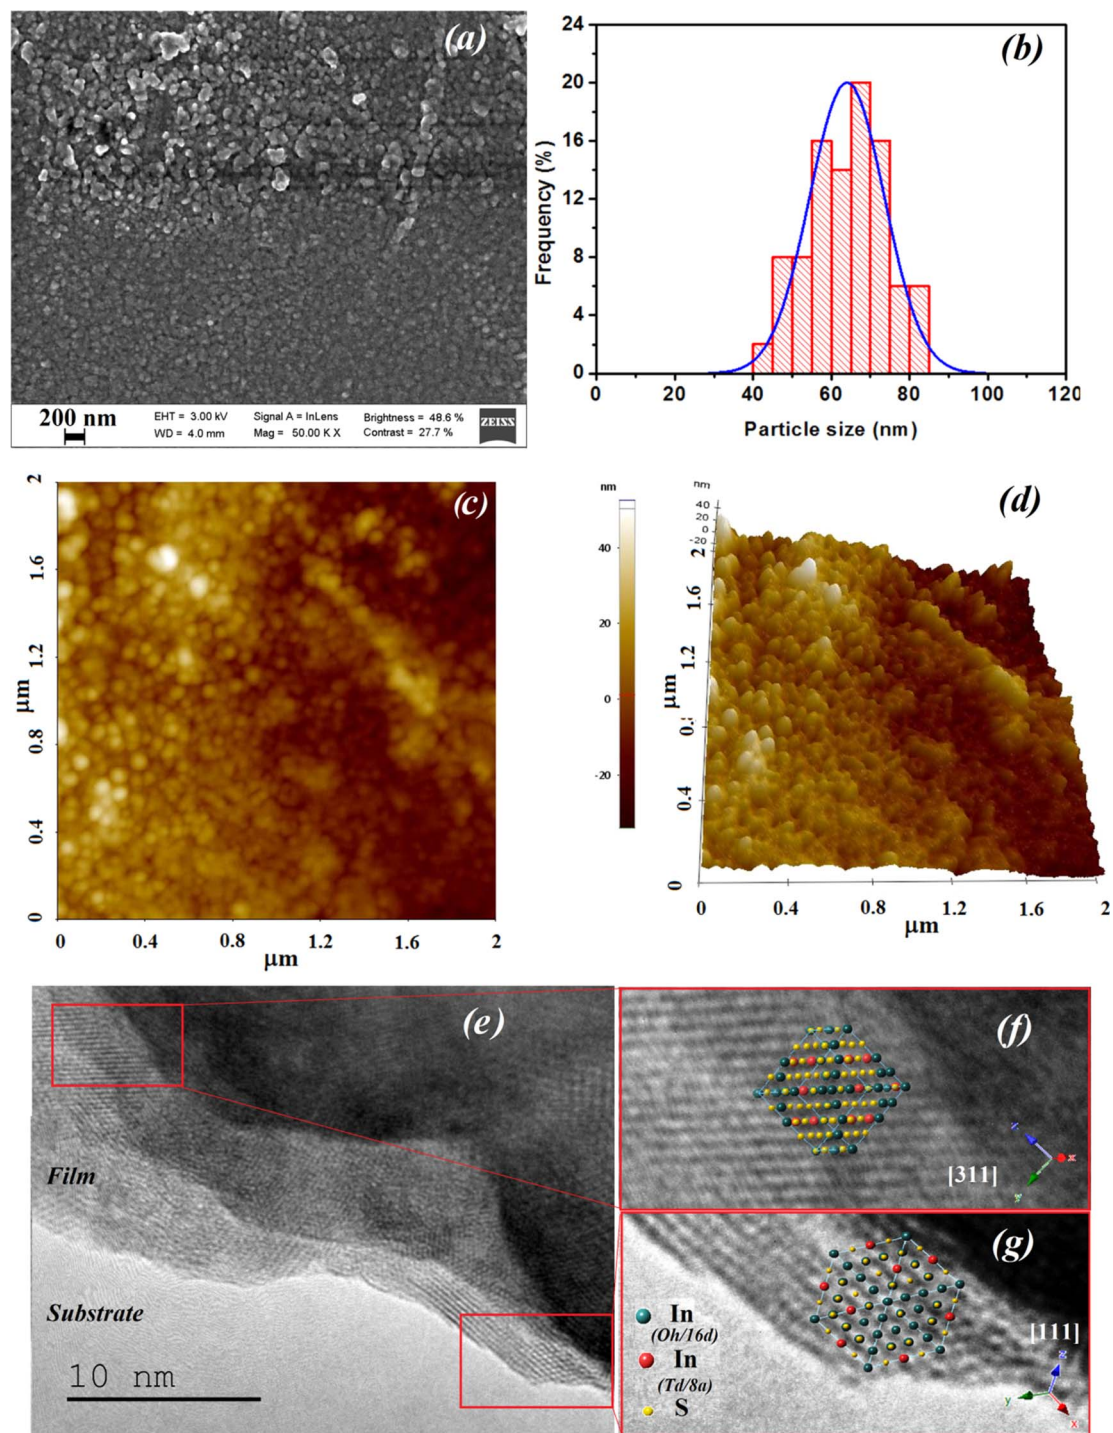 (a)
200 nm
EHT = 3.00 kV Signal A = InLens Brightness = 48.6 %
WD = 4.0 mm Mag = 50.00 K X Contrast = 27.7 %
ZEISS
(b)
24
20
16
12
8
4
0
Frequency (%)
0 20 40 60 80 100 120
Particle size (nm)
(c)
2
1.6
1.2
0.8
0.4
0
μm
0 0.4 0.8 1.2 1.6 2
μm
nm
40
20
0
-20
(d)
nm
40
20
0
-20
2
1.6
1.2
0.
0.4
0
μm
0 0.4 0.8 1.2 1.6 2
μm
(e)
Film
Substrate
10 nm
(f)
[311]
z
x
y
(g)
In
(Oh/16d)
In
(Td/8a)
S
[111]
z
y
x